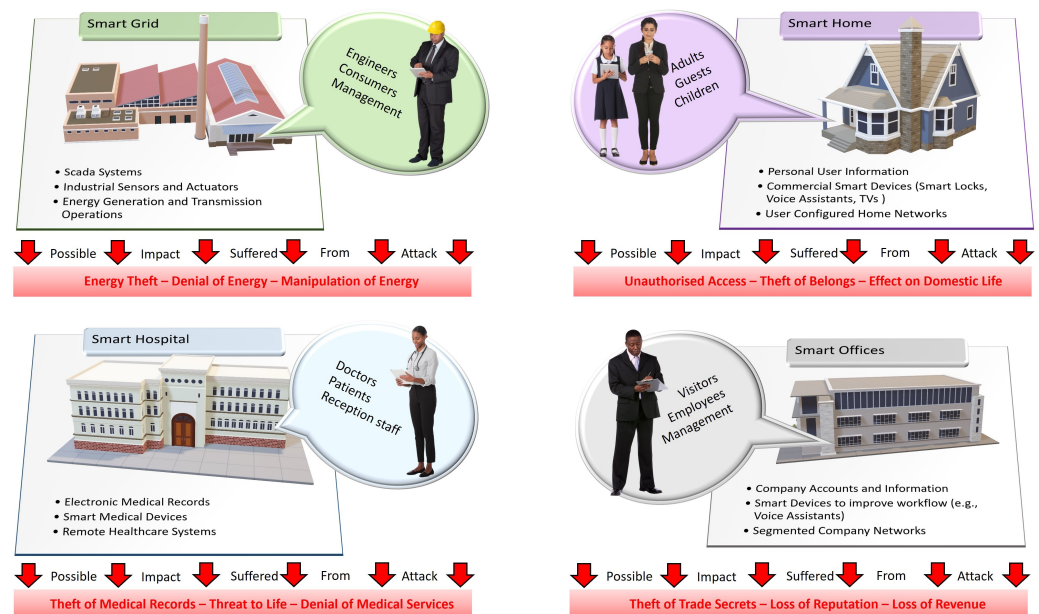 Smart Grid
Engineers
Consumers
Management
• Scada Systems
• Industrial Sensors and Actuators
• Energy Generation and Transmission
Operations
Possible Impact Suffered From Attack
Energy Theft – Denial of Energy – Manipulation of Energy
Smart Home
Adults
Guests
Children
• Personal User Information
• Commercial Smart Devices (Smart Locks,
Voice Assistants, TVs )
• User Configured Home Networks
Possible Impact Suffered From Attack
Unauthorised Access – Theft of Belongs – Effect on Domestic Life
Smart Hospital
Doctors
Patients
Reception staff
• Electronic Medical Records
• Smart Medical Devices
• Remote Healthcare Systems
Possible Impact Suffered From Attack
Theft of Medical Records – Threat to Life – Denial of Medical Services
Smart Offices
Visitors
Employees
Management
• Company Accounts and Information
• Smart Devices to improve workflow (e.g.,
Voice Assistants)
• Segmented Company Networks
Possible Impact Suffered From Attack
Theft of Trade Secrets – Loss of Reputation – Loss of Revenue